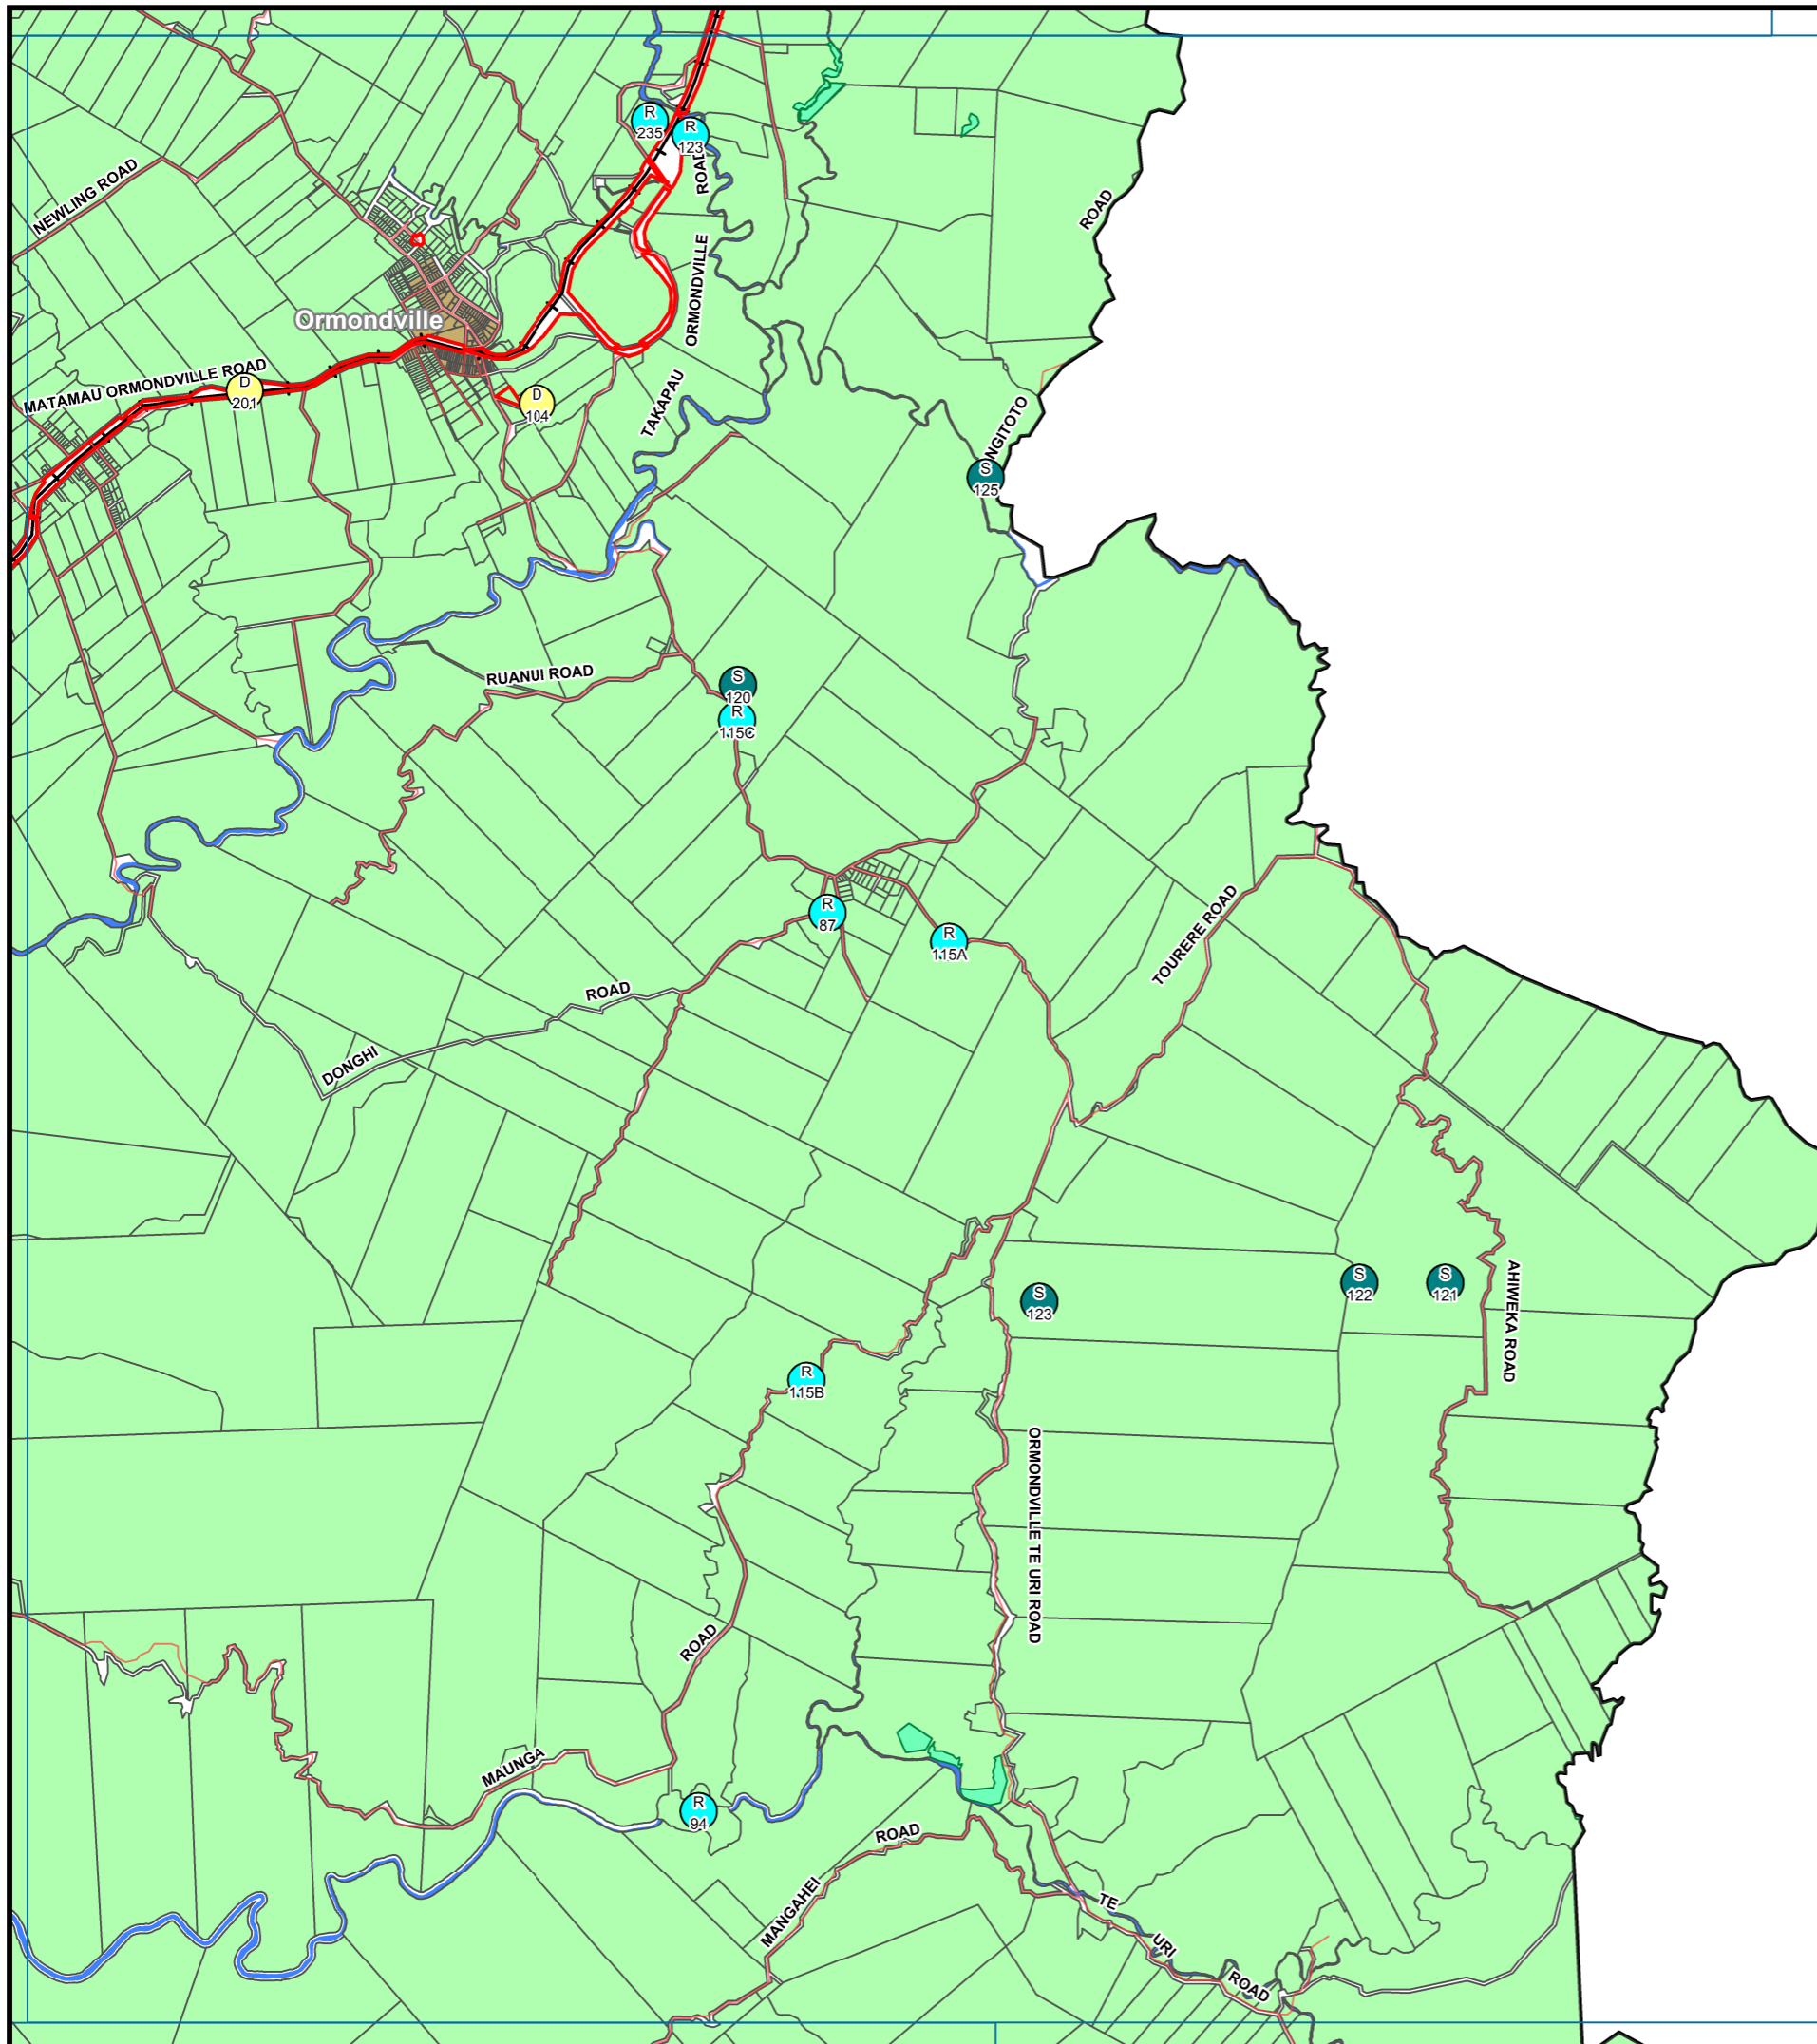 R
235
R
123
NEWLING ROAD
ROAD
ROAD
ORMONDVILLE
Ormondville
MATAMAU ORMONDVILLE ROAD
D
201
D
104
TAKAPAU
NGITOTO
S
125
RUANUI ROAD
S
120
R
115C
R
87
R
115A
TOURERE ROAD
ROAD
DONGHI
S
123
S
122
S
121
AHIWEKA ROAD
R
115B
ORMONDVILLE TE URI ROAD
ROAD
MAUNGA
R
94
ROAD
MANGAHEI
TE
URI
ROAD